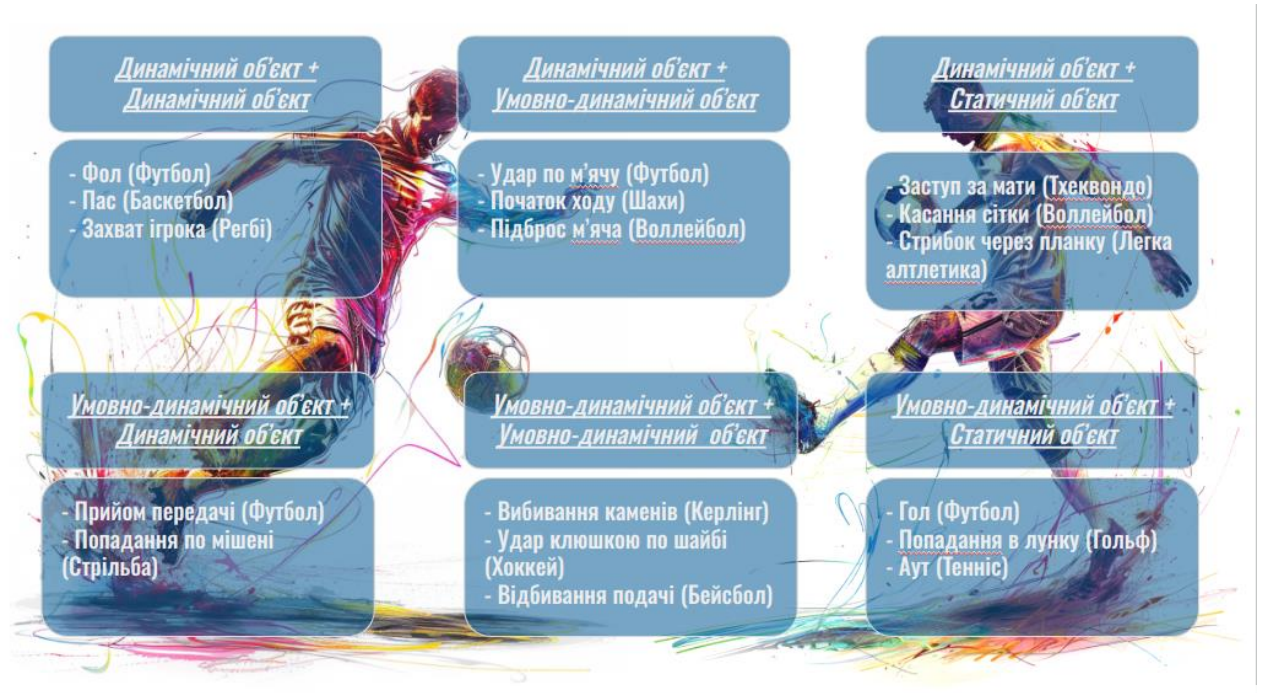 Динамічний об'єкт +
Динамічний об'єкт
- Фол (Футбол)
- Пас (Баскетбол)
- Захват ігрока (Регбі)
Динамічний об'єкт +
Умовно-динамічний об'єкт
- Удар по м'ячу (Футбол)
- Початок ходу (Шахи)
- Підброс м'яча (Воллейбол)
Динамічний об'єкт +
Статичний об'єкт
- Заступ за мати (Тхеквондо)
- Касання сітки (Воллейбол)
- Стрибок через планку (Легка
алтлетика)
Умовно-динамічний об'єкт +
Динамічний об'єкт
- Прийом передачі (Футбол)
- Попадання по мішені
(Стрільба)
Умовно-динамічний об'єкт +
Умовно-динамічний об'єкт
- Вибивання каменів (Керлінг)
- Удар клюшкою по шайбі
(Хоккей)
- Відбивання подачі (Бейсбол)
Умовно-динамічний об'єкт +
Статичний об'єкт
- Гол (Футбол)
- Попадання в лунку (Гольф)
- Аут (Тенніс)